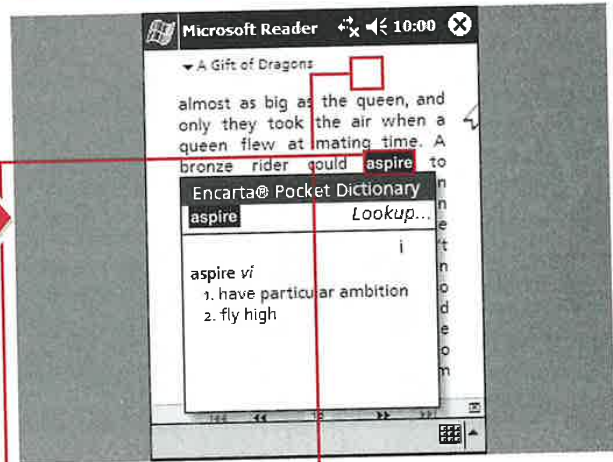 Microsoft Reader 10:00
A Gift of Dragons
almost as big as the queen, and
only they took the air when a
queen flew at mating time. A
bronze rider could aspire to
Encarta® Pocket Dictionary
aspire Lookup...
i
aspire vi
1. have particular ambition
2. fly high
n
n
e
t
n
o
d
e
o
m